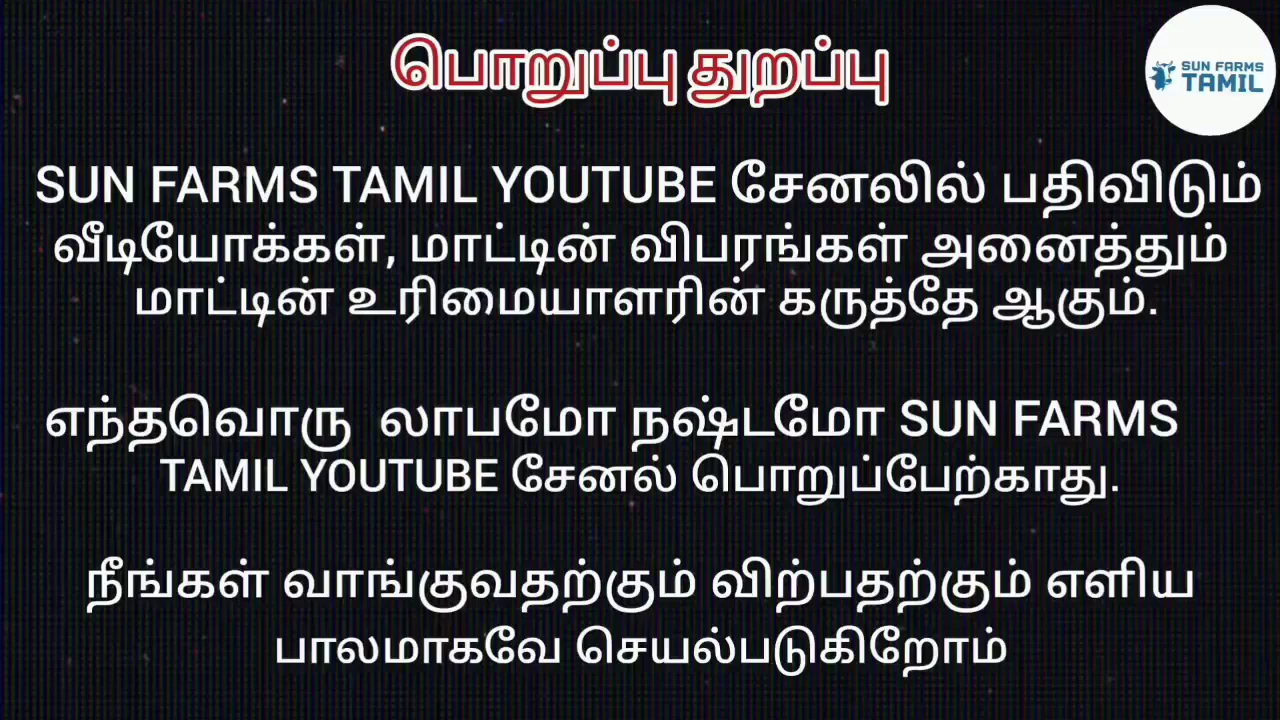 பொறுப்பு துறப்பு
SUN FARMS
TAMIL
SUN FARMS TAMIL YOUTUBE சேனலில் பதிவிடும்
வீடியோக்கள், மாட்டின் விபரங்கள் அனைத்தும்
மாட்டின் உரிமையாளரின் கருத்தே ஆகும்.
எந்தவொரு லாபமோ நஷ்டமோ SUN FARMS
TAMIL YOUTUBE சேனல் பொறுப்பேற்காது.
நீங்கள் வாங்குவதற்கும் விற்பதற்கும் எளிய
பாலமாகவே செயல்படுகிறோம்